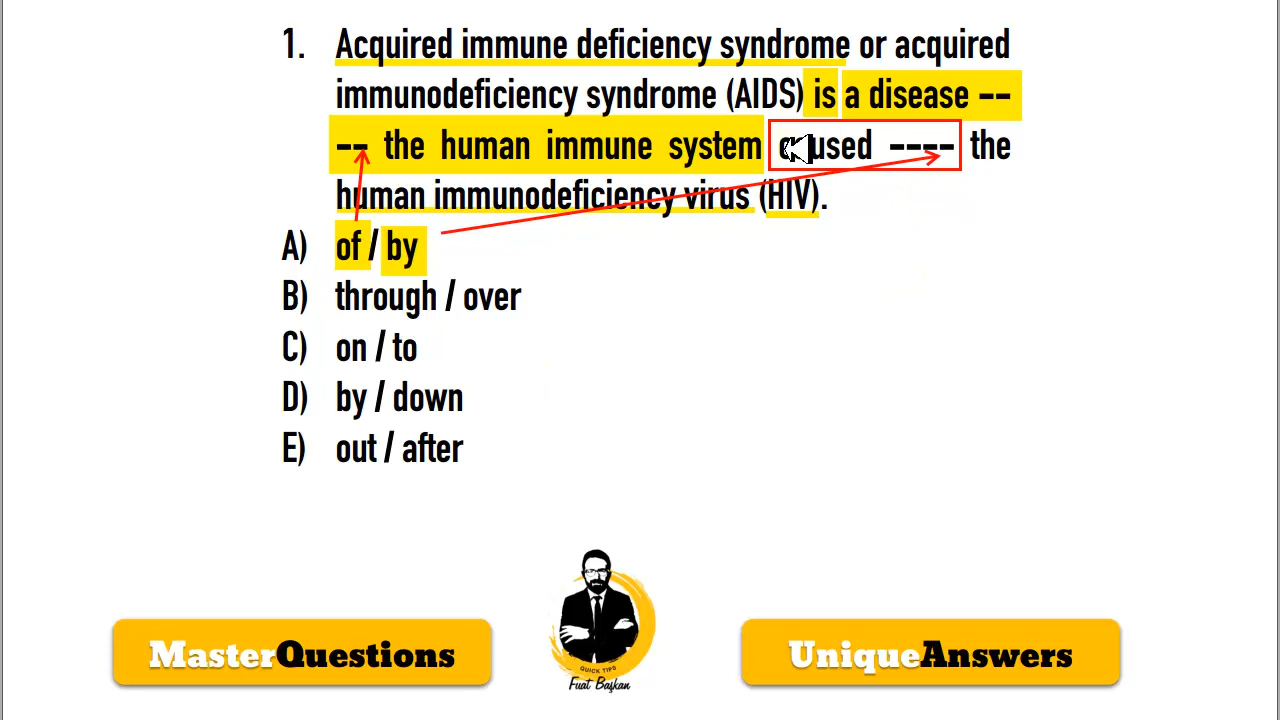 1. Acquired immune deficiency syndrome or acquired
immunodeficiency syndrome (AIDS) is a disease --
-- the human immune system caused ---- the
human immunodeficiency virus (HIV).
A) of / by
B) through / over
C) on / to
D) by / down
E) out / after
MasterQuestions
QUICK TIPS
Fuat Başkan
UniqueAnswers